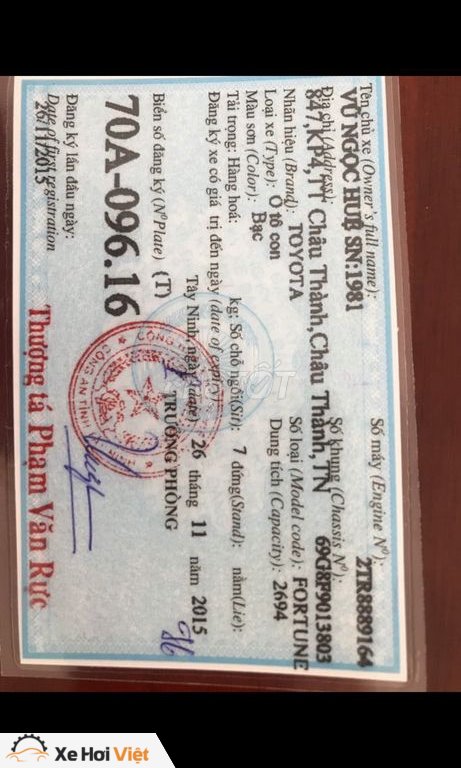 Tên chủ xe (Owner's full name):
VŨ NGỌC HUỆ SN:1981
Số máy (Engine Nº):
2TR8889164
Địa chỉ (Address):
847,KP4,TT Châu Thành,Châu Thành,TN
Số khung (Chassis Nº):
69G8F9013803
Nhãn hiệu (Brand): TOYOTA
Số loại (Model code): FORTUNE
Loại xe (Type): Ô tô con
Dung tích (Capacity): 2694
Màu sơn (Color): Bạc
Tải trọng: Hàng hoá: kg; Số chỗ ngồi(Sit): 7 đứng(Stand): nằm(Lie):
Đăng ký xe có giá trị đến ngày (date of expiry)
Tây Ninh, ngày (date) 26 tháng 11 năm 2015
Biển số đăng ký (Nº Plate) (T)
TRƯỞNG PHÒNG
70A-096.16
CÔNG AN TỈNH
Đăng ký lần đầu ngày:
Date of first registration
26/11/2015
Thượng tá Phạm Văn Rực
Xe Hơi Việt